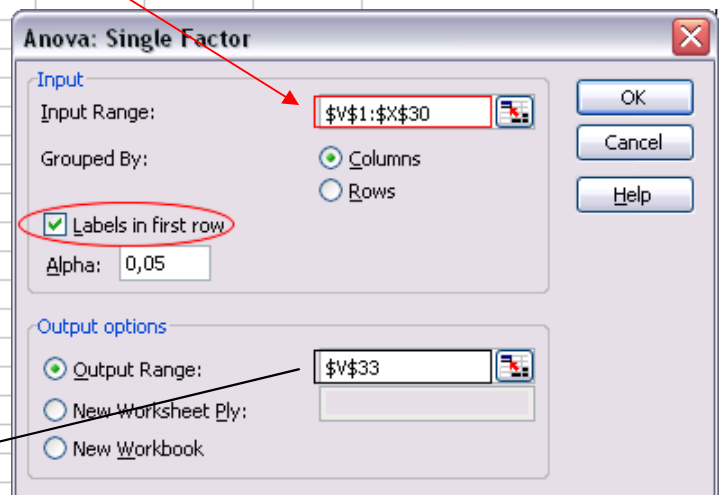 Anova: Single Factor
Input
Input Range: $V$1:$X$30
OK
Cancel
Grouped By: Columns
Rows
Help
Labels in first row
Alpha: 0,05
Output options
Output Range: $V$33
New Worksheet Ply:
New Workbook